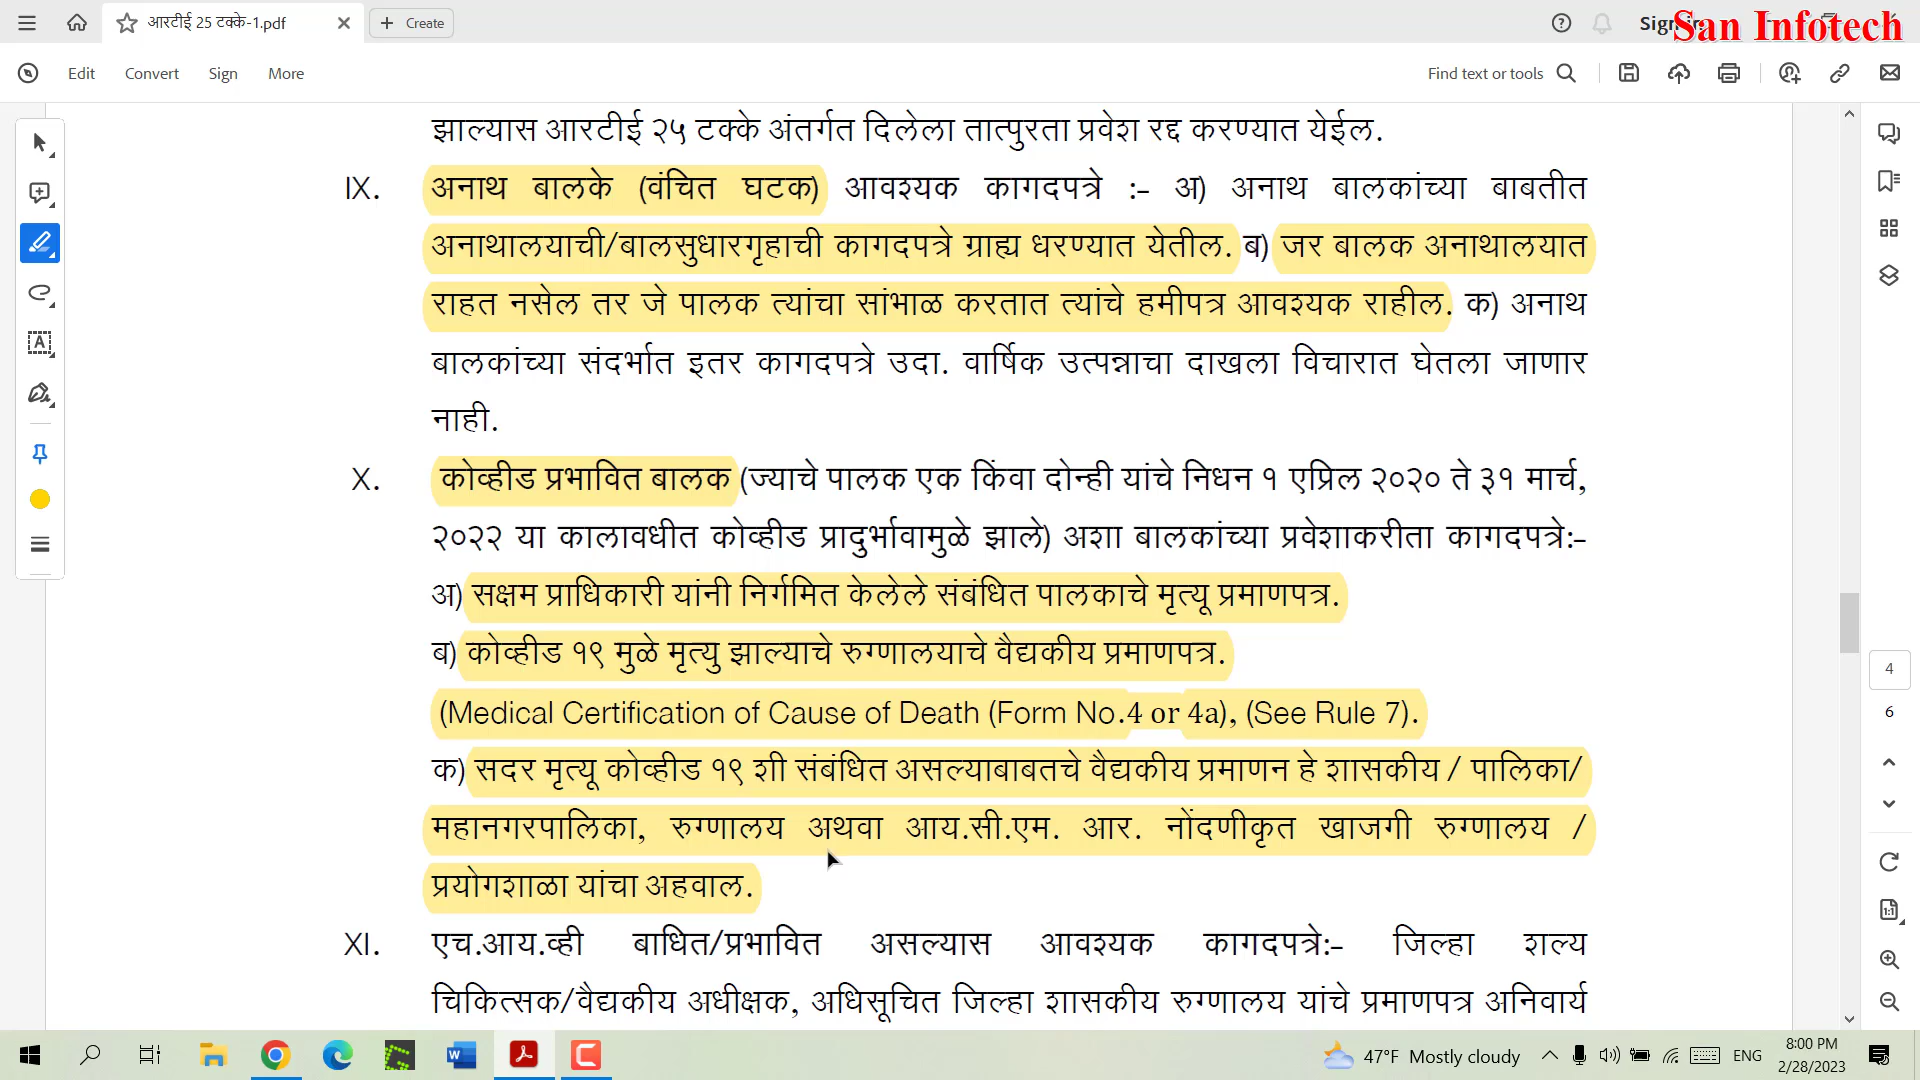 आरटीई 25 टक्के-1.pdf
Create
San Infotech
Edit
Convert
Sign
More
Find text or tools
झाल्यास आरटीई २५ टक्के अंतर्गत दिलेला तात्पुरता प्रवेश रद्द करण्यात येईल.
IX. अनाथ बालके (वंचित घटक) आवश्यक कागदपत्रे :- अ) अनाथ बालकांच्या बाबतीत
अनाथालयाची/बालसुधारगृहाची कागदपत्रे ग्राह्य धरण्यात येतील. ब) जर बालक अनाथालयात
राहत नसेल तर जे पालक त्यांचा सांभाळ करतात त्यांचे हमीपत्र आवश्यक राहील. क) अनाथ
बालकांच्या संदर्भात इतर कागदपत्रे उदा. वार्षिक उत्पन्नाचा दाखला विचारात घेतला जाणार
नाही.
X. कोव्हीड प्रभावित बालक (ज्याचे पालक एक किंवा दोन्ही यांचे निधन १ एप्रिल २०२० ते ३१ मार्च,
२०२२ या कालावधीत कोव्हीड प्रादुर्भावामुळे झाले) अशा बालकांच्या प्रवेशाकरीता कागदपत्रे:-
अ) सक्षम प्राधिकारी यांनी निर्गमित केलेले संबंधित पालकाचे मृत्यू प्रमाणपत्र.
ब) कोव्हीड १९ मुळे मृत्यु झाल्याचे रुग्णालयाचे वैद्यकीय प्रमाणपत्र.
(Medical Certification of Cause of Death (Form No.4 or 4a), (See Rule 7).
क) सदर मृत्यू कोव्हीड १९ शी संबंधित असल्याबाबतचे वैद्यकीय प्रमाणन हे शासकीय / पालिका/
महानगरपालिका, रुग्णालय अथवा आय.सी.एम. आर. नोंदणीकृत खाजगी रुग्णालय /
प्रयोगशाळा यांचा अहवाल.
XI. एच.आय.व्ही बाधित/प्रभावित असल्यास आवश्यक कागदपत्रे:- जिल्हा शल्य
चिकित्सक/वैद्यकीय अधीक्षक, अधिसूचित जिल्हा शासकीय रुग्णालय यांचे प्रमाणपत्र अनिवार्य
4
6
47°F Mostly cloudy
ENG
8:00 PM
2/28/2023